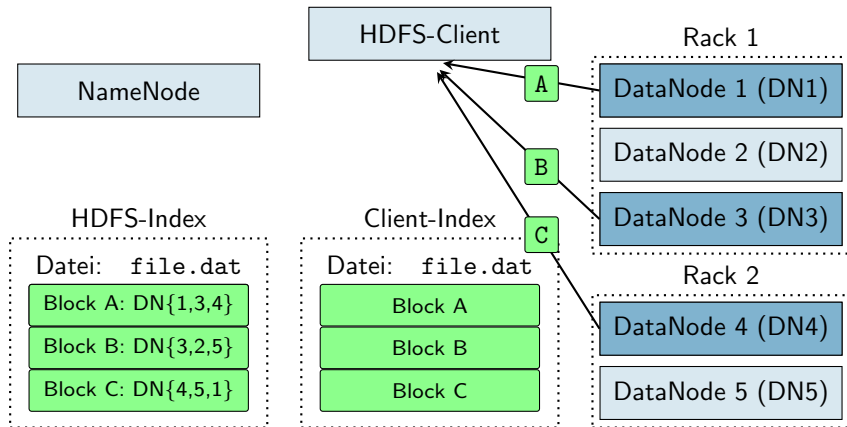 HDFS-Client
NameNode
A
B
C
Rack 1
DataNode 1 (DN1)
DataNode 2 (DN2)
DataNode 3 (DN3)
HDFS-Index
Datei: file.dat
Block A: DN{1,3,4}
Block B: DN{3,2,5}
Block C: DN{4,5,1}
Client-Index
Datei: file.dat
Block A
Block B
Block C
Rack 2
DataNode 4 (DN4)
DataNode 5 (DN5)